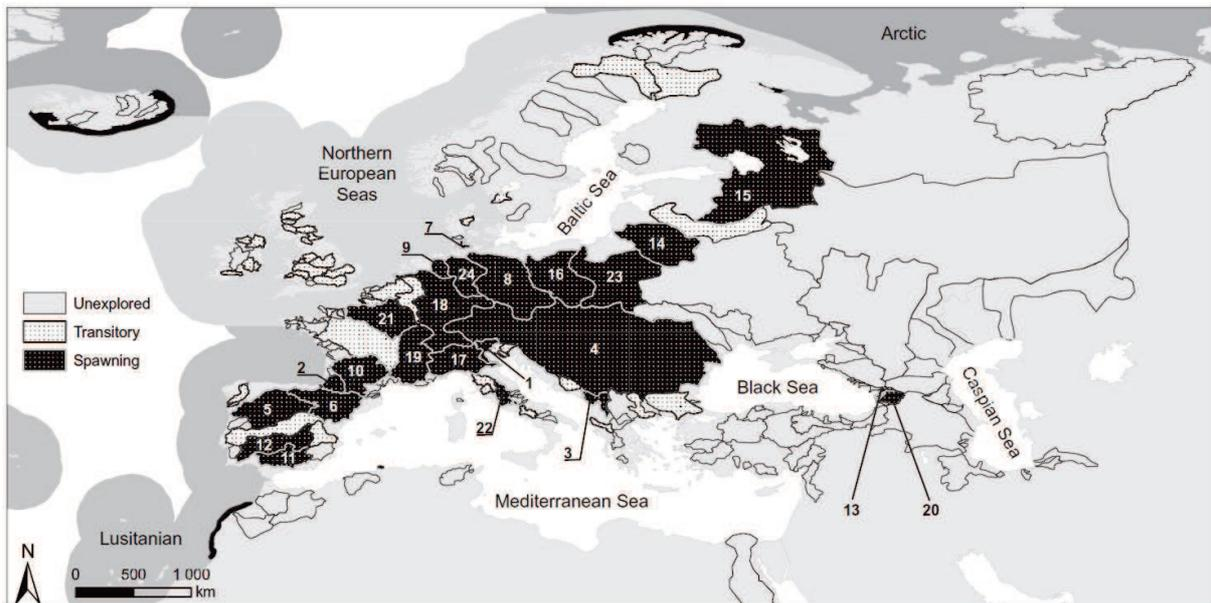 Arctic
Northern
European
Seas
Baltic Sea
15
14
7
9
24
8
16
23
18
Unexplored
Transitory
Spawning
21
4
19
17
10
2
1
5
6
Black Sea
Caspian Sea
12
11
22
3
Mediterranean Sea
13
20
Lusitanian
N
0 500 1 000
km